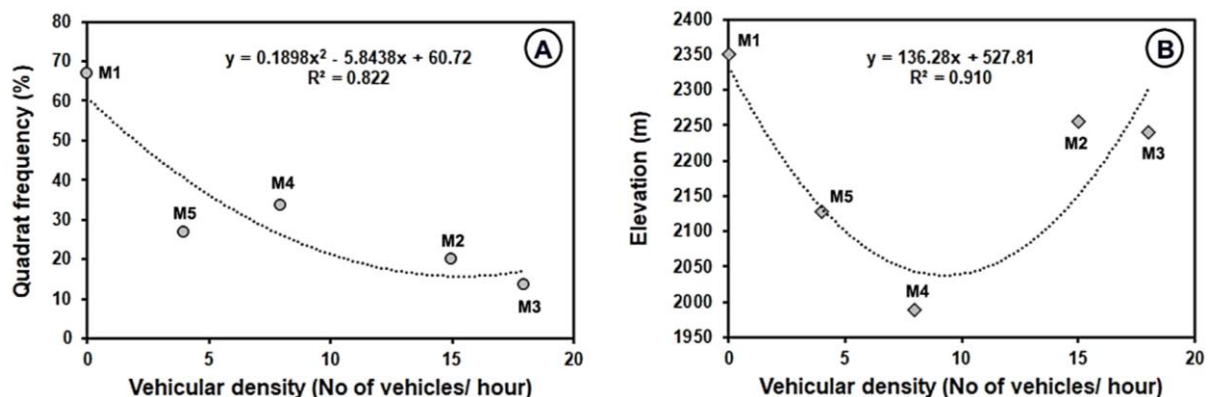 A
y = 0.1898x² - 5.8438x + 60.72
R² = 0.822
Quadrat frequency (%)
80
70
60
50
40
30
20
10
0
M1
M5
M4
M2
M3
0 5 10 15 20
Vehicular density (No of vehicles/ hour)
B
y = 136.28x + 527.81
R² = 0.910
Elevation (m)
2400
2350
2300
2250
2200
2150
2100
2050
2000
1950
M1
M5
M4
M2
M3
0 5 10 15 20
Vehicular density (No of vehicles/ hour)